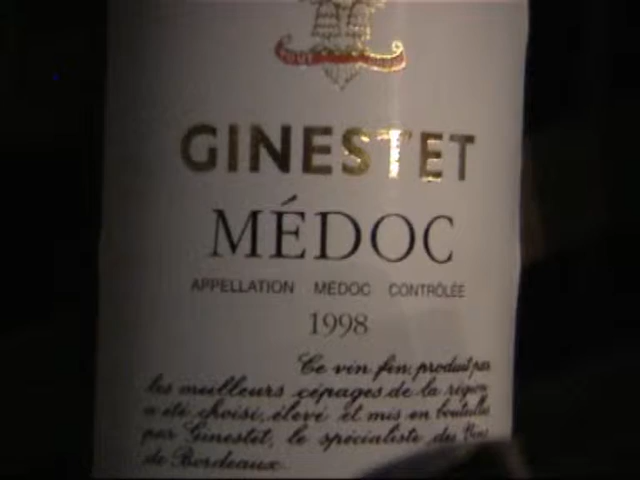 TOUT
GINESTET
MÉDOC
APPELLATION MÉDOC CONTRÔLÉE
1998
Ce vin fin, produit par
les meilleurs cépages de la région
a été choisi, élevé et mis en bouteilles
par Ginestet, le spécialiste des Vins
de Bordeaux